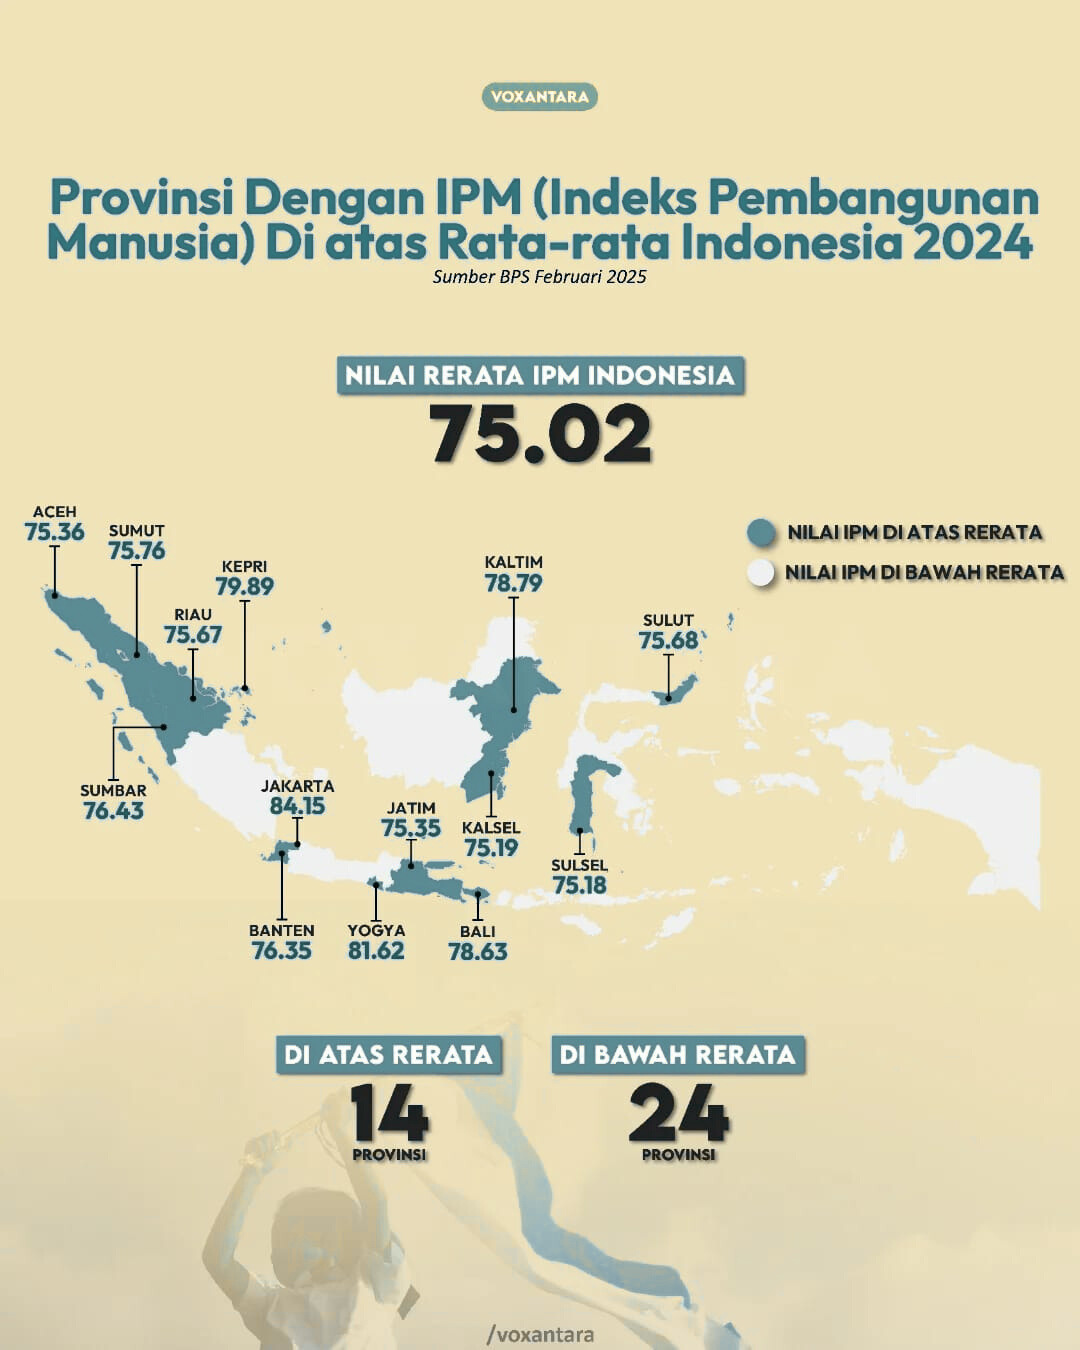 VOXANTARA
Provinsi Dengan IPM (Indeks Pembangunan
Manusia) Di atas Rata-rata Indonesia 2024
Sumber BPS Februari 2025
NILAI RERATA IPM INDONESIA
75.02
NILAI IPM DI ATAS RERATA
NILAI IPM DI BAWAH RERATA
ACEH
75.36
SUMUT
75.76
KEPRI
79.89
RIAU
75.67
KALTIM
78.79
SULUT
75.68
SUMBAR
76.43
JAKARTA
84.15
JATIM
75.35
KALSEL
75.19
SULSEL
75.18
BANTEN
76.35
YOGYA
81.62
BALI
78.63
DI ATAS RERATA
14
PROVINSI
DI BAWAH RERATA
24
PROVINSI
/voxantara